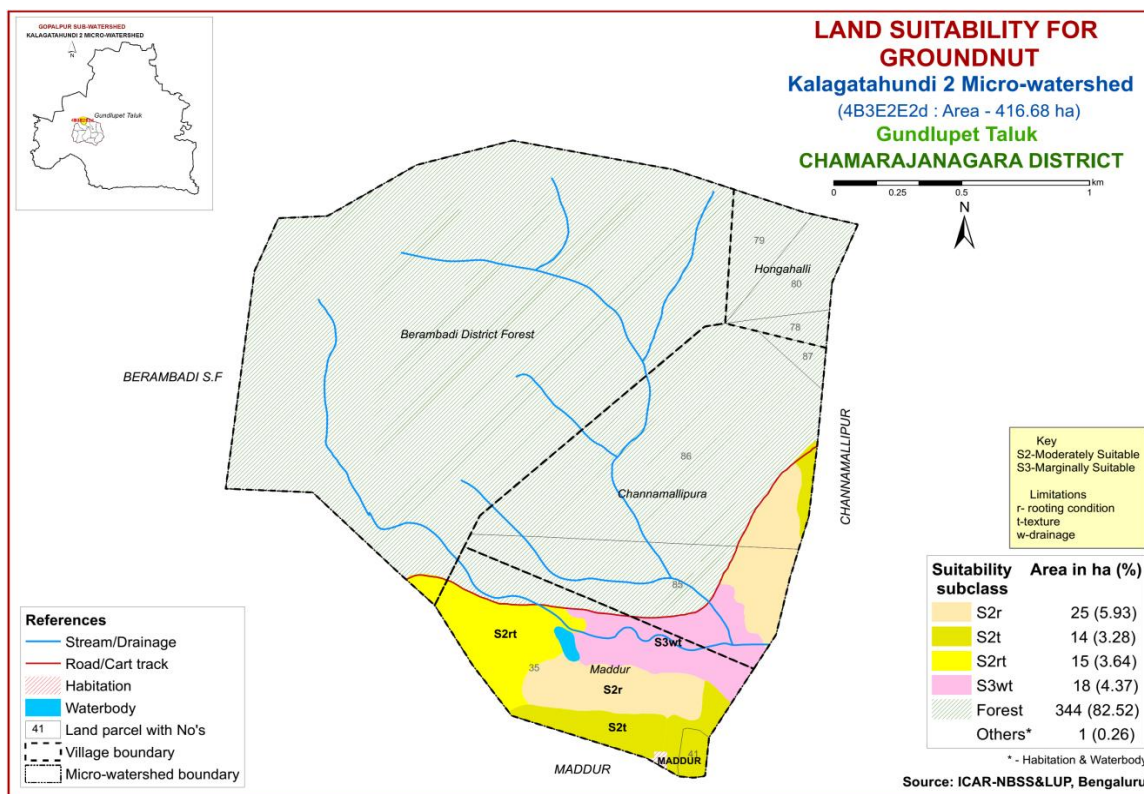 GOPALPUR SUB-WATERSHED
KALAGATAHUNDI 2 MICRO-WATERSHED
N
Gundlupet Taluk
LAND SUITABILITY FOR
GROUNDNUT
Kalagatahundi 2 Micro-watershed
(4B3E2E2d : Area - 416.68 ha)
Gundlupet Taluk
CHAMARAJANAGARA DISTRICT
km
0 0.25 0.5 1
N
79
Hongahalli
80
78
87
Berambadi District Forest
BERAMBADI S.F
CHANNAMALLIPUR
86
Channamallipura
85
S2rt
S3wt
35
Maddur
S2r
S2t
41
MADDUR
MADDUR
Key
S2-Moderately Suitable
S3-Marginally Suitable
Limitations
r- rooting condition
t-texture
w-drainage
Suitability subclass Area in ha (%)
S2r 25 (5.93)
S2t 14 (3.28)
S2rt 15 (3.64)
S3wt 18 (4.37)
Forest 344 (82.52)
Others* 1 (0.26)
* - Habitation & Waterbody
Source: ICAR-NBSS&LUP, Bengaluru
References
Stream/Drainage
Road/Cart track
Habitation
Waterbody
41 Land parcel with No's
Village boundary
Micro-watershed boundary